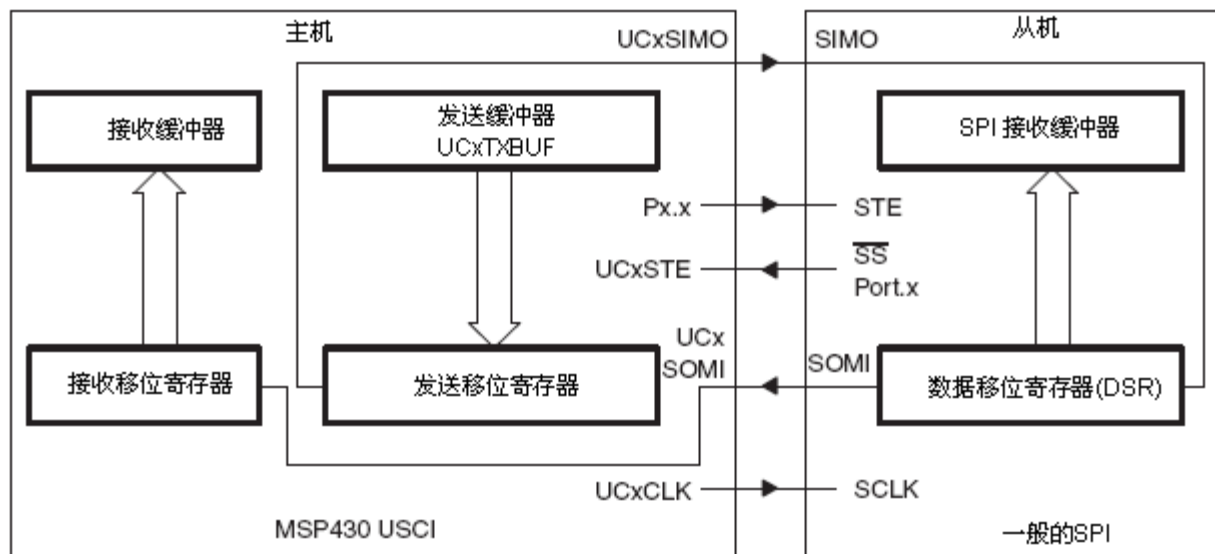 主机
从机
UCxSIMO
SIMO
接收缓冲器
发送缓冲器
UCxTXBUF
SPI 接收缓冲器
Px.x
STE
UCxSTE
SS
Port.x
UCx
SOMI
SOMI
接收移位寄存器
发送移位寄存器
数据移位寄存器(DSR)
UCxCLK
SCLK
MSP430 USCI
一般的SPI